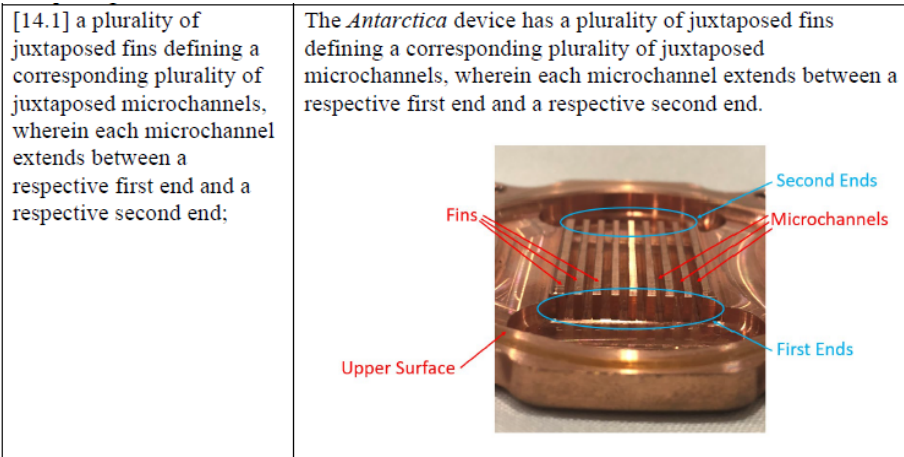 [14.1] a plurality of
juxtaposed fins defining a
corresponding plurality of
juxtaposed microchannels,
wherein each microchannel
extends between a
respective first end and a
respective second end;
The Antarctica device has a plurality of juxtaposed fins
defining a corresponding plurality of juxtaposed
microchannels, wherein each microchannel extends between a
respective first end and a respective second end.
Second Ends
Fins
Microchannels
First Ends
Upper Surface